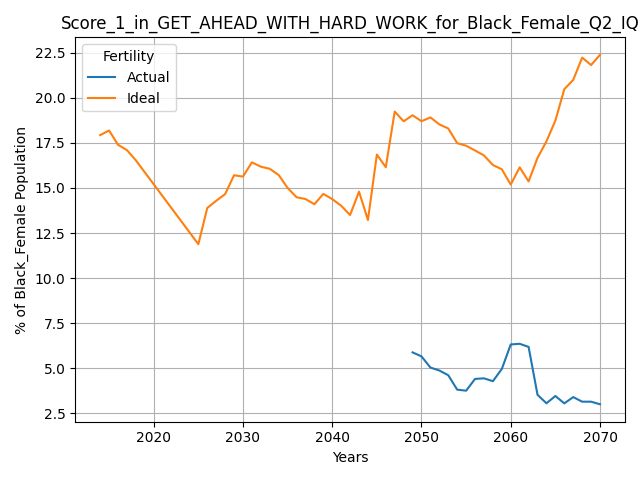 Score_1_in_GET_AHEAD_WITH_HARD_WORK_for_Black_Female_Q2_IQ
Fertility
Actual
Ideal
% of Black_Female Population
22.5
20.0
17.5
15.0
12.5
10.0
7.5
5.0
2.5
2020 2030 2040 2050 2060 2070
Years